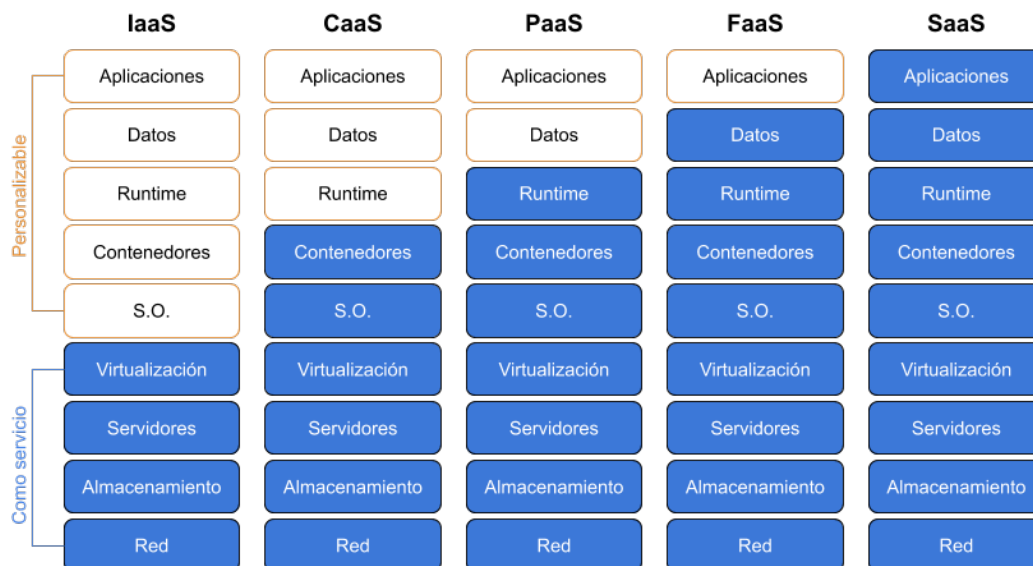 IaaS CaaS PaaS FaaS SaaS
Aplicaciones Aplicaciones Aplicaciones Aplicaciones Aplicaciones
Datos Datos Datos Datos Datos
Runtime Runtime Runtime Runtime Runtime
Contenedores Contenedores Contenedores Contenedores Contenedores
S.O. S.O. S.O. S.O. S.O.
Virtualización Virtualización Virtualización Virtualización Virtualización
Servidores Servidores Servidores Servidores Servidores
Almacenamiento Almacenamiento Almacenamiento Almacenamiento Almacenamiento
Red Red Red Red Red
Personalizable
Como servicio